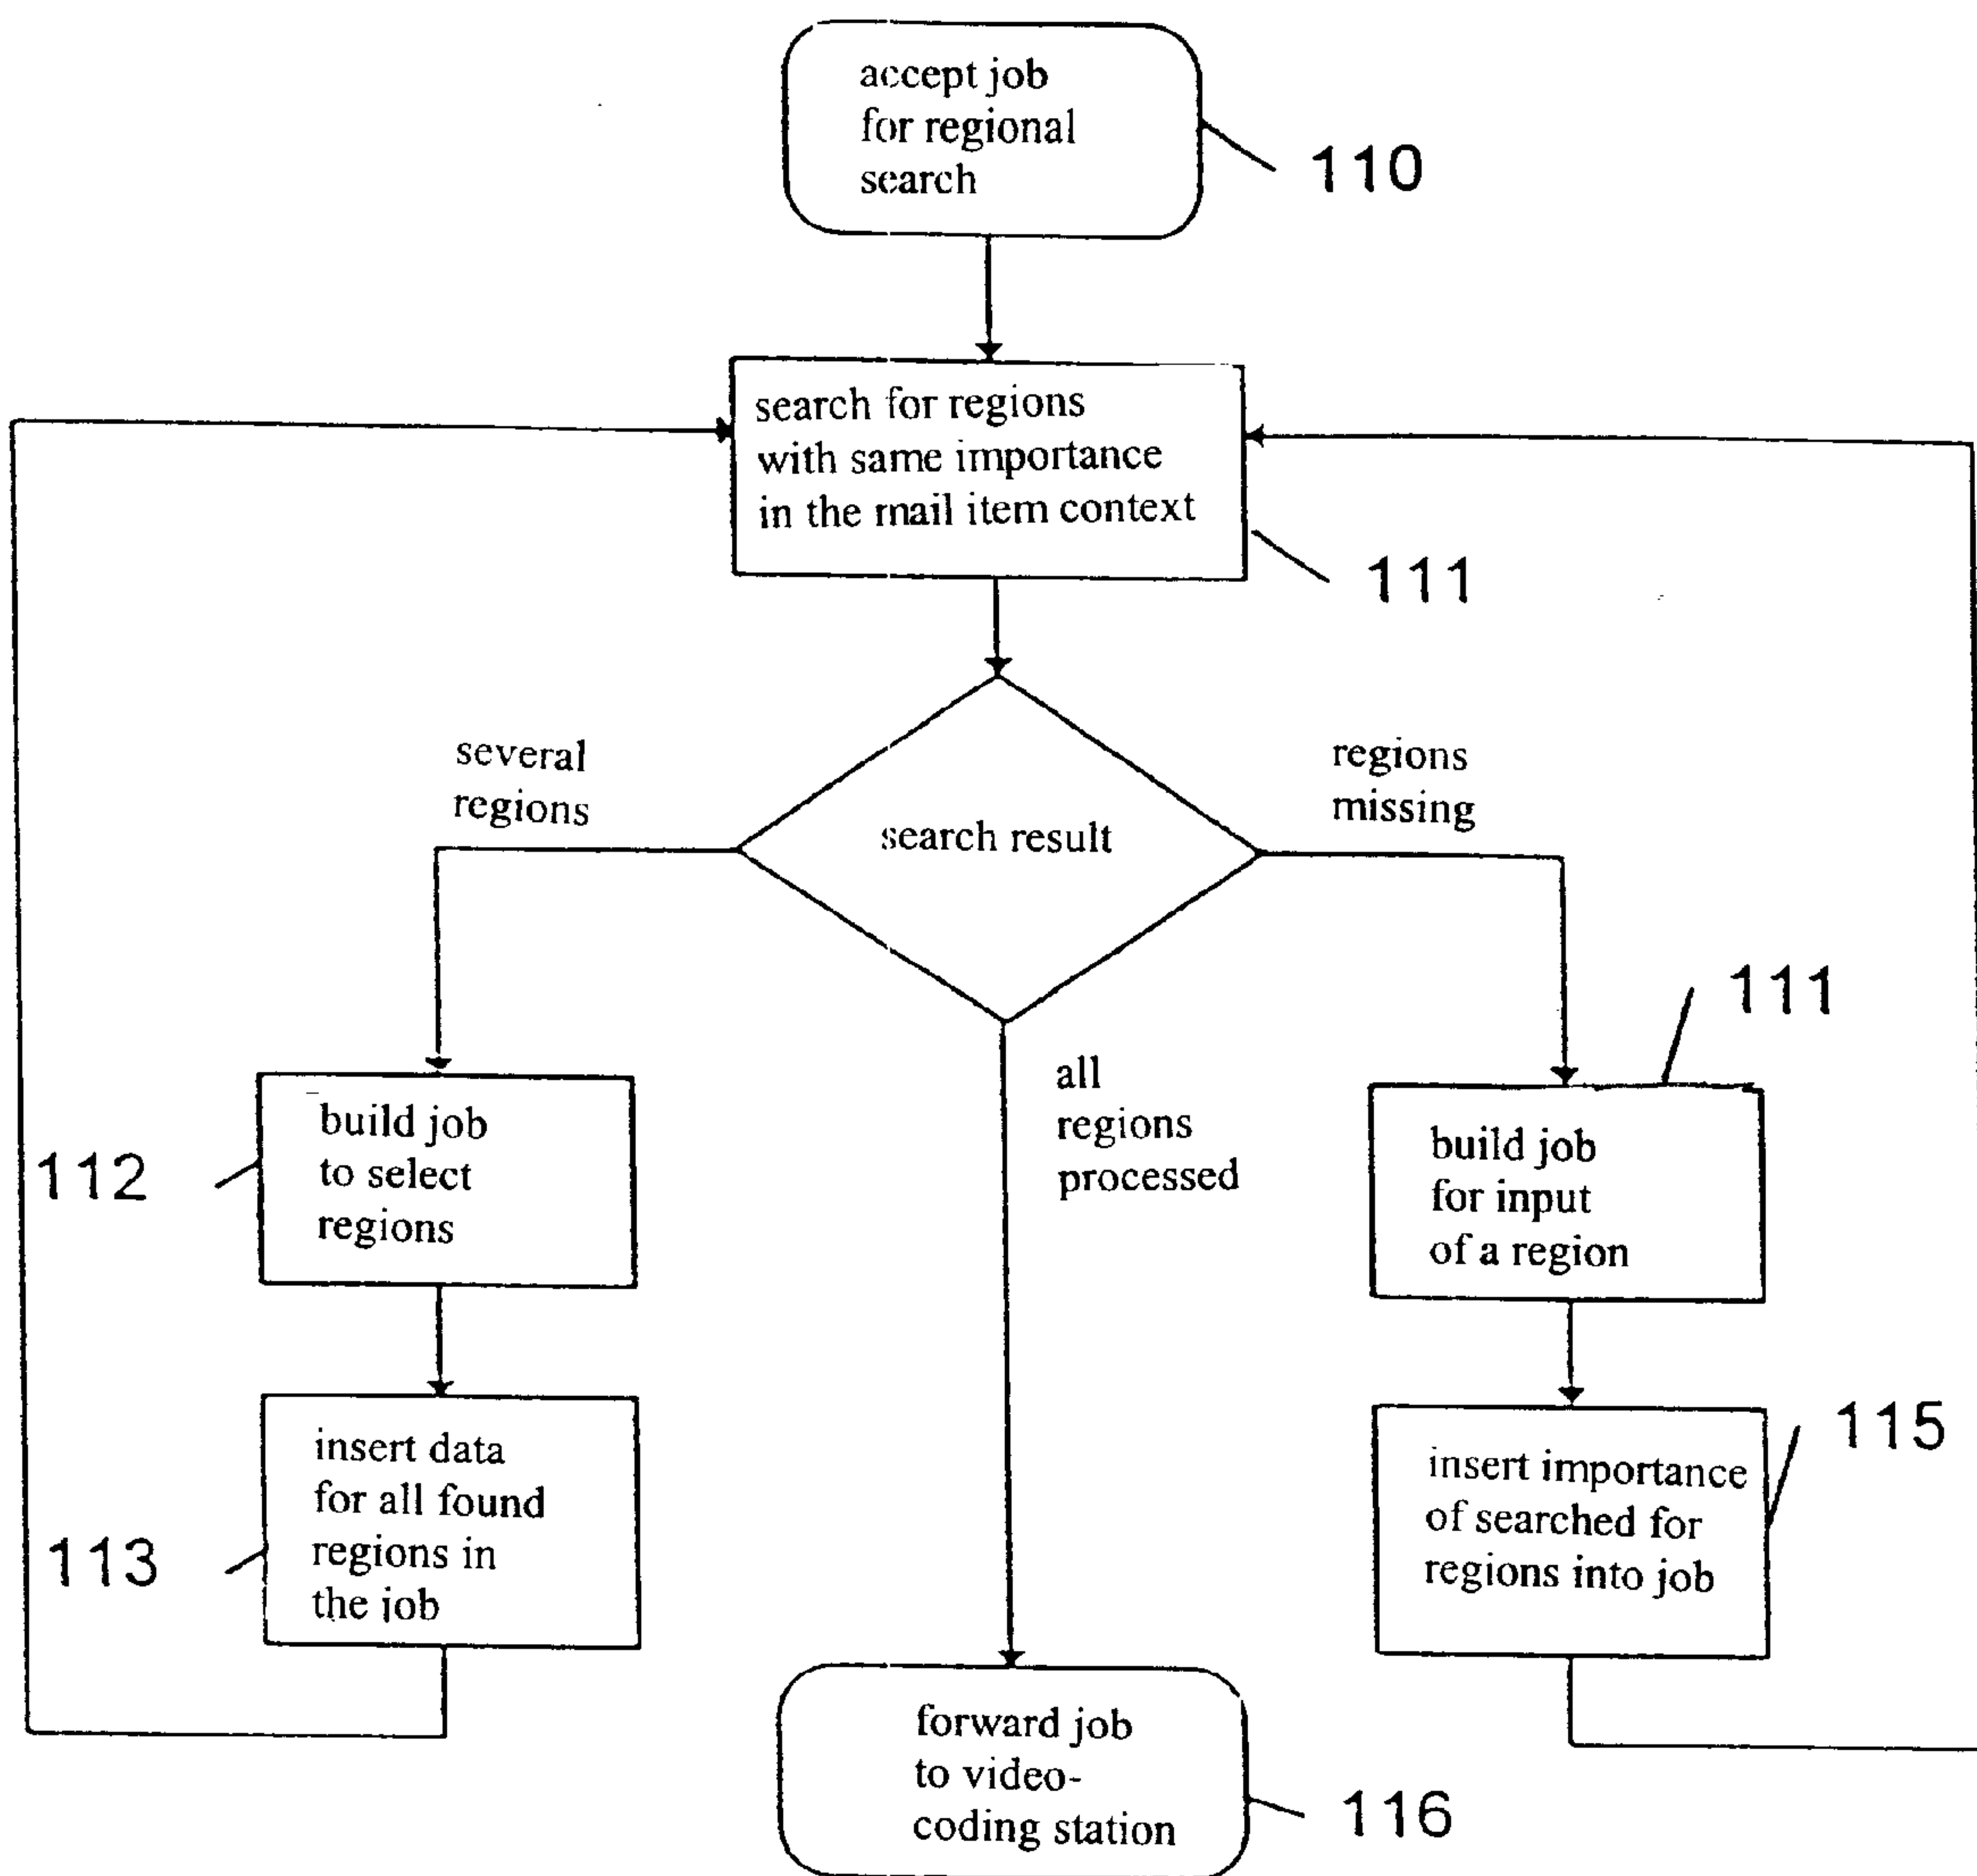 accept job
for regional
search
110
search for regions
with same importance
in the mail item context
111
several
regions
search result
regions
missing
111
build job
to select
regions
112
all
regions
processed
build job
for input
of a region
insert data
for all found
regions in
the job
113
insert importance
of searched for
regions into job
115
forward job
to video-
coding station
116